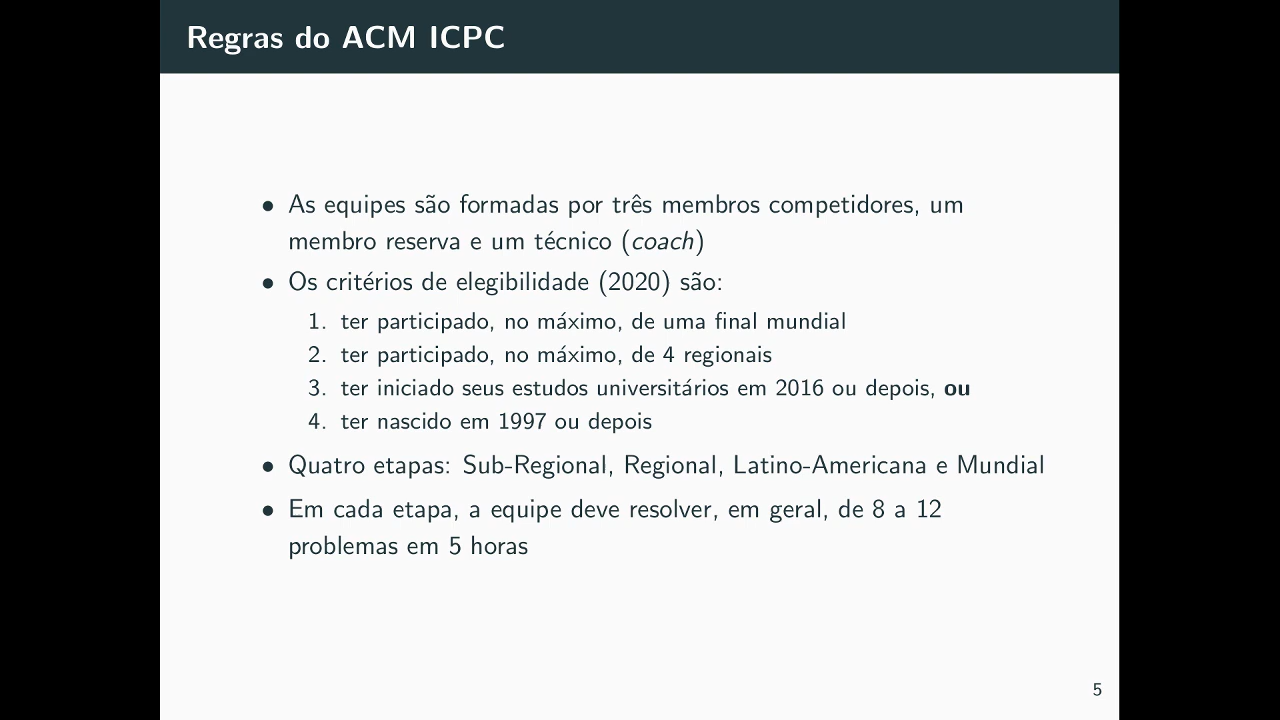 Regras do ACM ICPC
• As equipes são formadas por três membros competidores, um
membro reserva e um técnico (coach)
• Os critérios de elegibilidade (2020) são:
1. ter participado, no máximo, de uma final mundial
2. ter participado, no máximo, de 4 regionais
3. ter iniciado seus estudos universitários em 2016 ou depois, ou
4. ter nascido em 1997 ou depois
• Quatro etapas: Sub-Regional, Regional, Latino-Americana e Mundial
• Em cada etapa, a equipe deve resolver, em geral, de 8 a 12
problemas em 5 horas
5